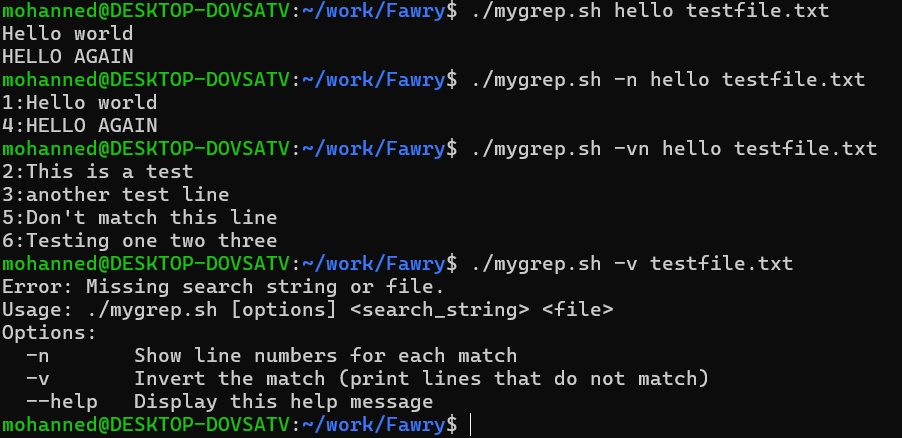 mohanned@DESKTOP-DOVSATV:~/work/Fawry$ ./mygrep.sh hello testfile.txt
Hello world
HELLO AGAIN
mohanned@DESKTOP-DOVSATV:~/work/Fawry$ ./mygrep.sh -n hello testfile.txt
1:Hello world
4:HELLO AGAIN
mohanned@DESKTOP-DOVSATV:~/work/Fawry$ ./mygrep.sh -vn hello testfile.txt
2:This is a test
3:another test line
5:Don't match this line
6:Testing one two three
mohanned@DESKTOP-DOVSATV:~/work/Fawry$ ./mygrep.sh -v testfile.txt
Error: Missing search string or file.
Usage: ./mygrep.sh [options] <search_string> <file>
Options:
  -n       Show line numbers for each match
  -v       Invert the match (print lines that do not match)
  --help   Display this help message
mohanned@DESKTOP-DOVSATV:~/work/Fawry$